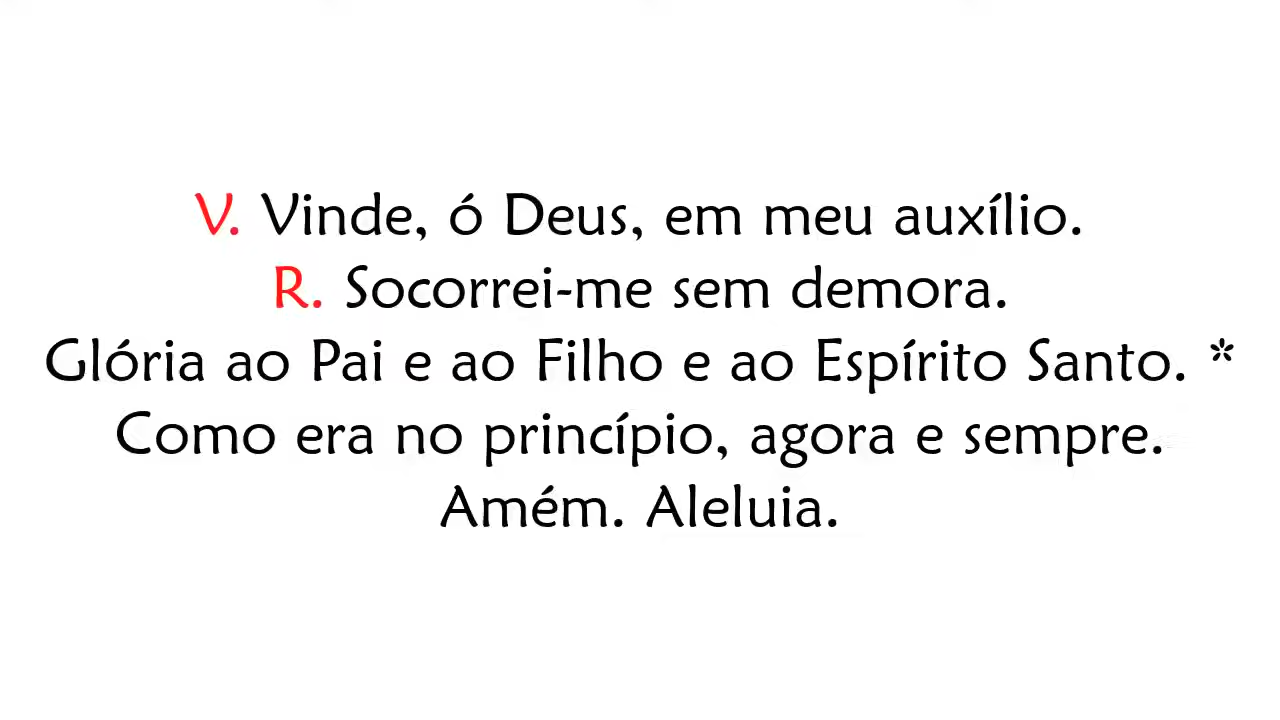 V. Vinde, ó Deus, em meu auxílio.
R. Socorrei-me sem demora.
Glória ao Pai e ao Filho e ao Espírito Santo. *
Como era no princípio, agora e sempre.
Amém. Aleluia.